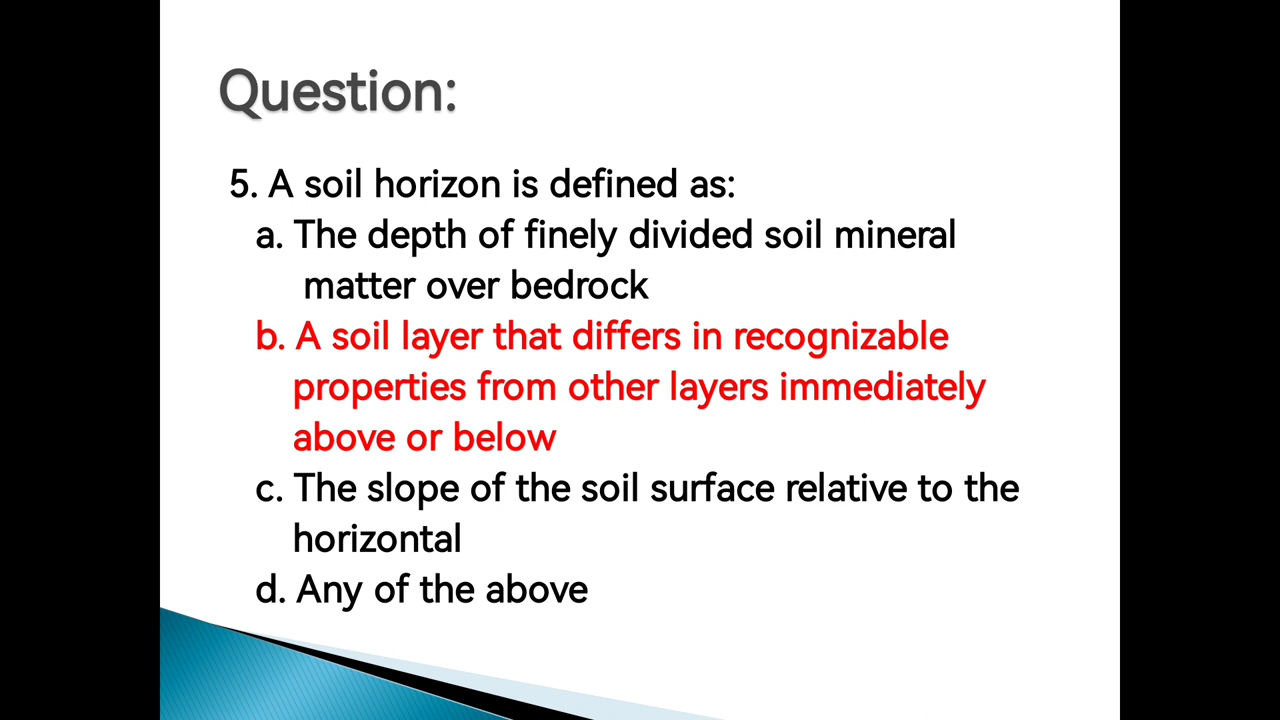 Question:
5. A soil horizon is defined as:
a. The depth of finely divided soil mineral
matter over bedrock
b. A soil layer that differs in recognizable
properties from other layers immediately
above or below
c. The slope of the soil surface relative to the
horizontal
d. Any of the above